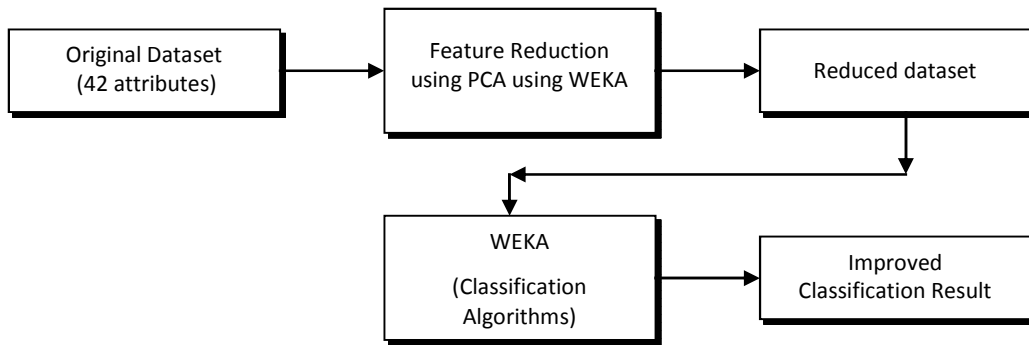 Original Dataset
(42 attributes)
Feature Reduction
using PCA using WEKA
Reduced dataset
WEKA
(Classification
Algorithms)
Improved
Classification Result